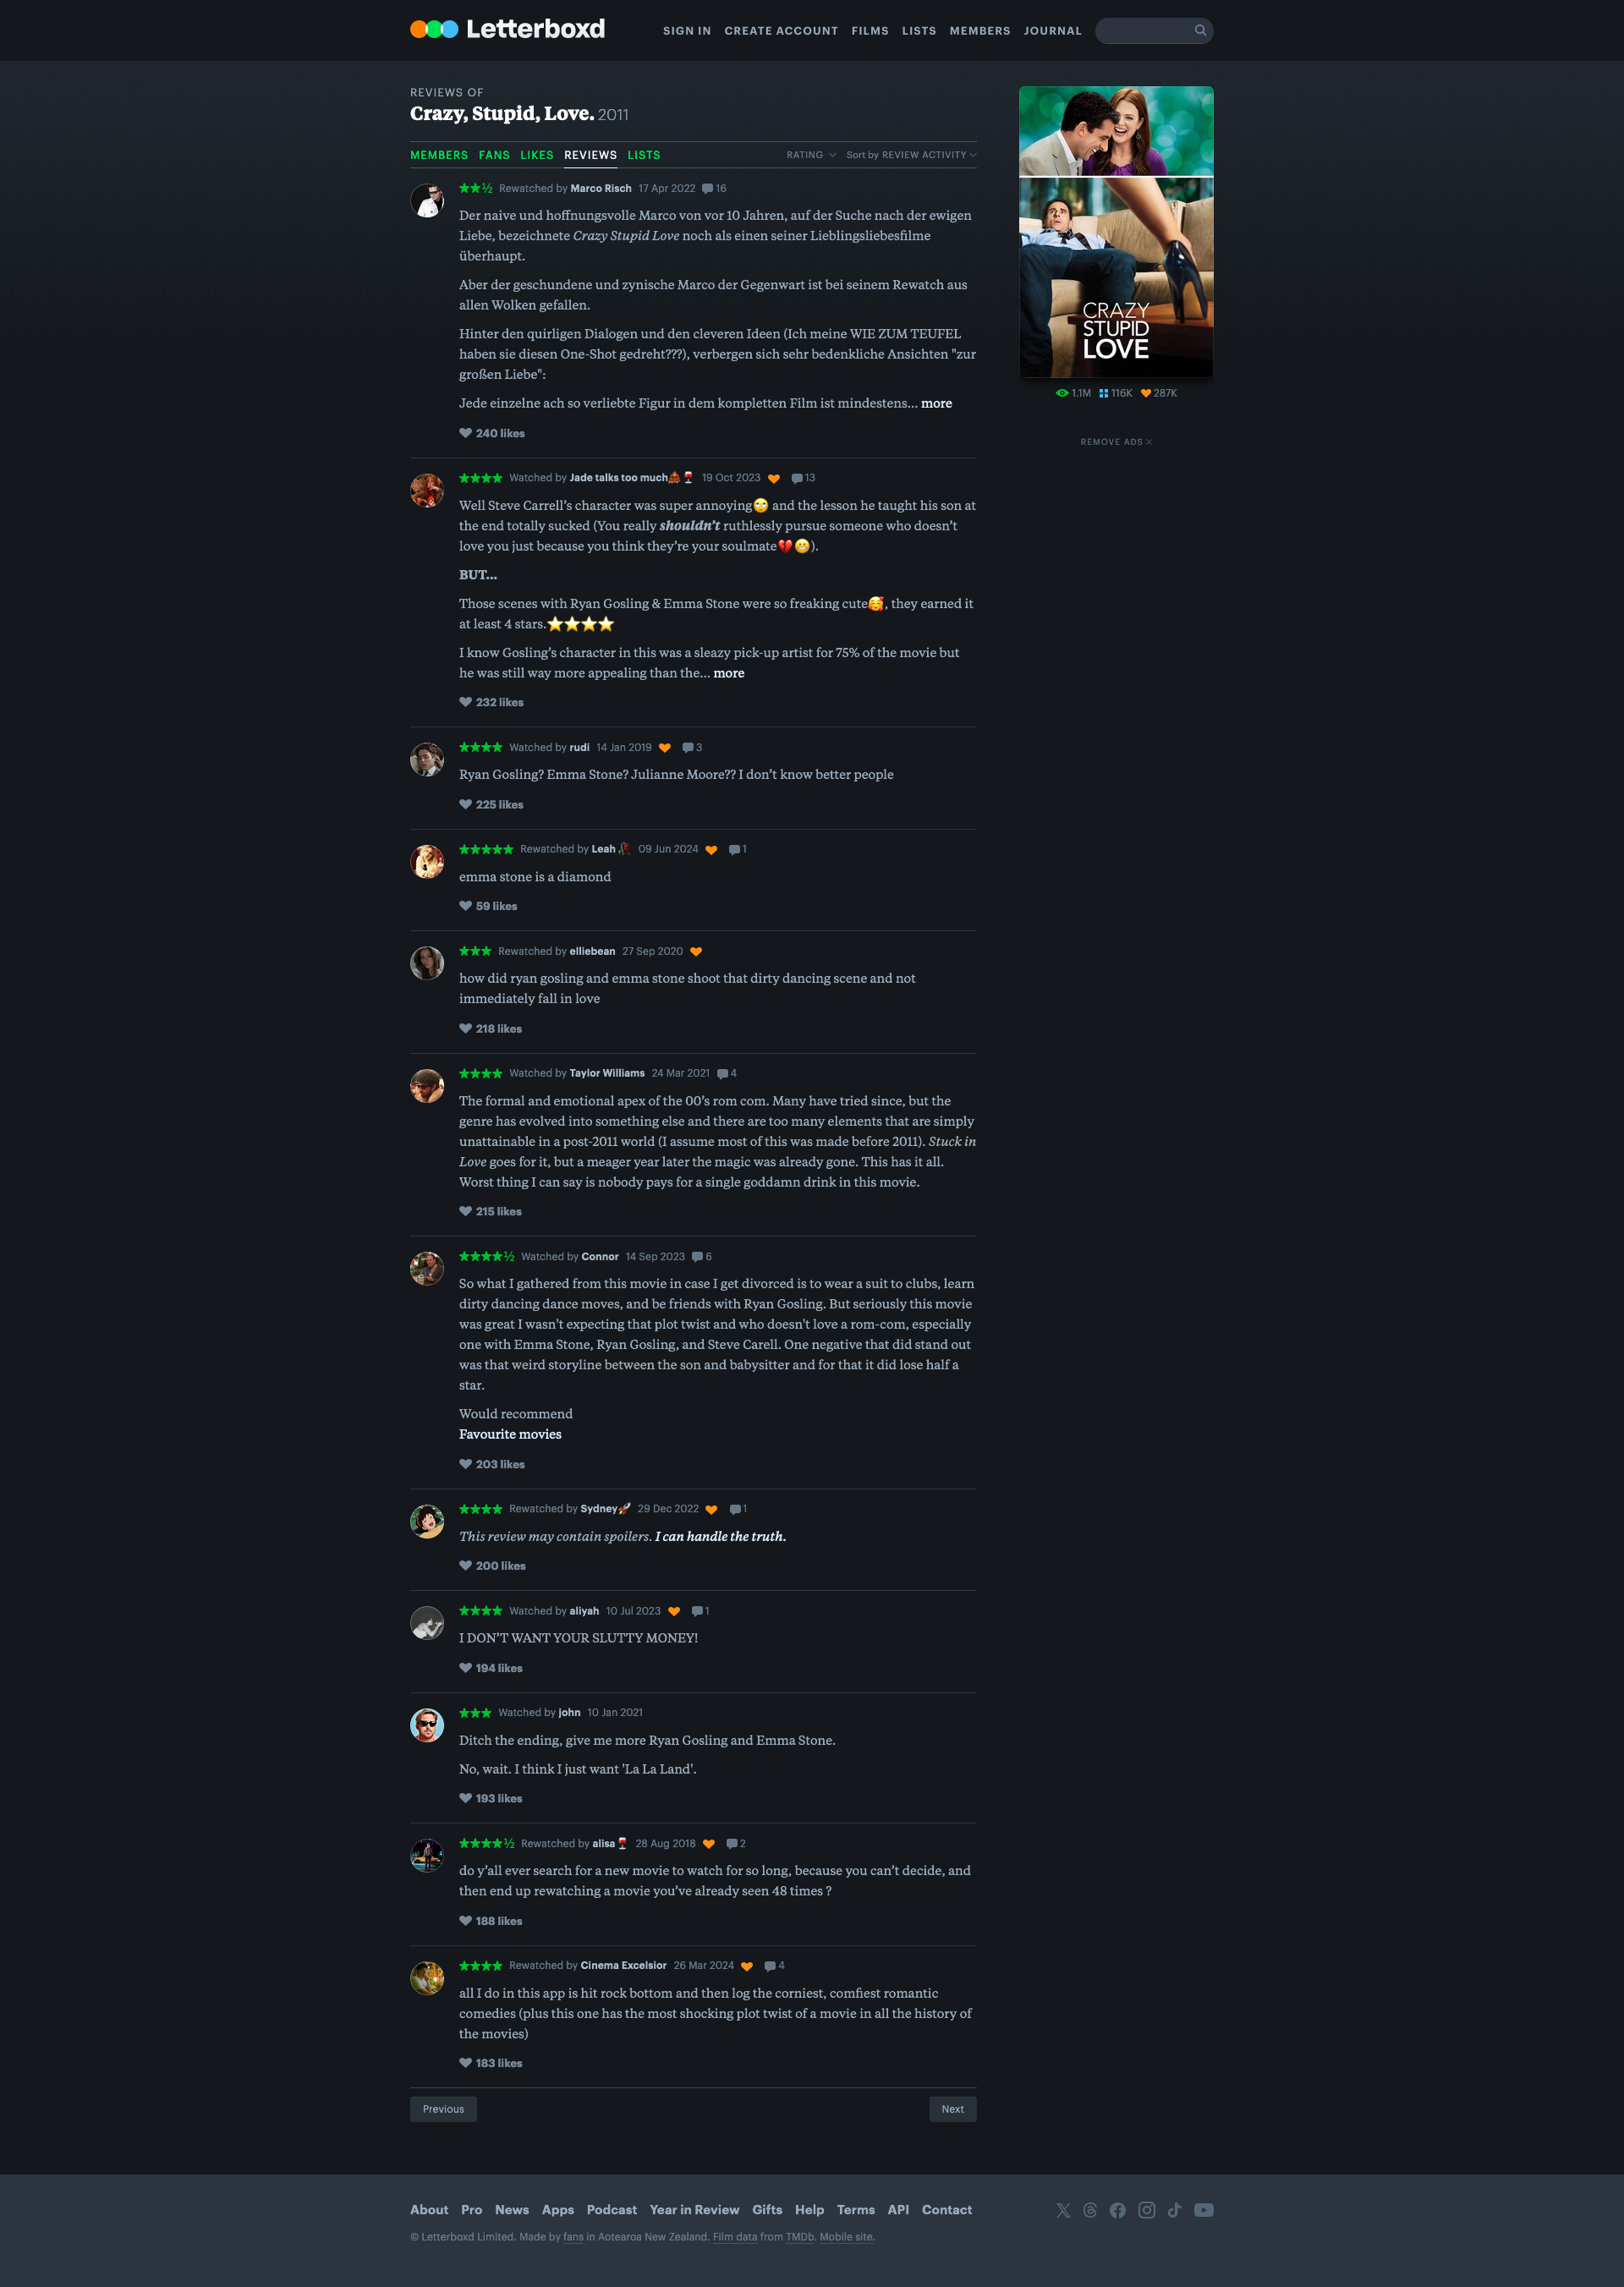 Letterboxd
SIGN IN CREATE ACCOUNT FILMS LISTS MEMBERS JOURNAL
REVIEWS OF
Crazy, Stupid, Love. 2011
MEMBERS FANS LIKES REVIEWS LISTS
RATING Sort by REVIEW ACTIVITY
CRAZY
STUPID
LOVE
1.1M 116K 287K
REMOVE ADS
★★½ Rewatched by Marco Risch 17 Apr 2022 16
Der naive und hoffnungsvolle Marco von vor 10 Jahren, auf der Suche nach der ewigen
Liebe, bezeichnete Crazy Stupid Love noch als einen seiner Lieblingsliebesfilme
überhaupt.
Aber der geschundene und zynische Marco der Gegenwart ist bei seinem Rewatch aus
allen Wolken gefallen.
Hinter den quirligen Dialogen und den cleveren Ideen (Ich meine WIE ZUM TEUFEL
haben sie diesen One-Shot gedreht???), verbergen sich sehr bedenkliche Ansichten "zur
großen Liebe":
Jede einzelne ach so verliebte Figur in dem kompletten Film ist mindestens... more
240 likes
★★★★ Watched by Jade talks too much🍂🍷 19 Oct 2023 13
Well Steve Carrell’s character was super annoying🙄 and the lesson he taught his son at
the end totally sucked (You really shouldn’t ruthlessly pursue someone who doesn’t
love you just because you think they’re your soulmate💔😬).
BUT…
Those scenes with Ryan Gosling & Emma Stone were so freaking cute🥰, they earned it
at least 4 stars.⭐⭐⭐⭐
I know Gosling’s character in this was a sleazy pick-up artist for 75% of the movie but
he was still way more appealing than the... more
232 likes
★★★★ Watched by rudi 14 Jan 2019 3
Ryan Gosling? Emma Stone? Julianne Moore?? I don’t know better people
225 likes
★★★★★ Rewatched by Leah🥀 09 Jun 2024 1
emma stone is a diamond
59 likes
★★★ Rewatched by elliebean 27 Sep 2020
how did ryan gosling and emma stone shoot that dirty dancing scene and not
immediately fall in love
218 likes
★★★★ Watched by Taylor Williams 24 Mar 2021 4
The formal and emotional apex of the 00’s rom com. Many have tried since, but the
genre has evolved into something else and there are too many elements that are simply
unattainable in a post-2011 world (I assume most of this was made before 2011). Stuck in
Love goes for it, but a meager year later the magic was already gone. This has it all.
Worst thing I can say is nobody pays for a single goddamn drink in this movie.
215 likes
★★★★½ Watched by Connor 14 Sep 2023 6
So what I gathered from this movie in case I get divorced is to wear a suit to clubs, learn
dirty dancing dance moves, and be friends with Ryan Gosling. But seriously this movie
was great I wasn't expecting that plot twist and who doesn't love a rom-com, especially
one with Emma Stone, Ryan Gosling, and Steve Carell. One negative that did stand out
was that weird storyline between the son and babysitter and for that it did lose half a
star.
Would recommend
Favourite movies
203 likes
★★★★ Rewatched by Sydney🚀 29 Dec 2022 1
This review may contain spoilers. I can handle the truth.
200 likes
★★★★ Watched by aliyah 10 Jul 2023 1
I DON’T WANT YOUR SLUTTY MONEY!
194 likes
★★★ Watched by john 10 Jan 2021
Ditch the ending, give me more Ryan Gosling and Emma Stone.
No, wait. I think I just want 'La La Land'.
193 likes
★★★★½ Rewatched by alisa🍷 28 Aug 2018 2
do y’all ever search for a new movie to watch for so long, because you can’t decide, and
then end up rewatching a movie you’ve already seen 48 times ?
188 likes
★★★★ Rewatched by Cinema Excelsior 26 Mar 2024 4
all I do in this app is hit rock bottom and then log the corniest, comfiest romantic
comedies (plus this one has the most shocking plot twist of a movie in all the history of
the movies)
183 likes
Previous Next
About Pro News Apps Podcast Year in Review Gifts Help Terms API Contact
© Letterboxd Limited. Made by fans in Aotearoa New Zealand. Film data from TMDb. Mobile site.